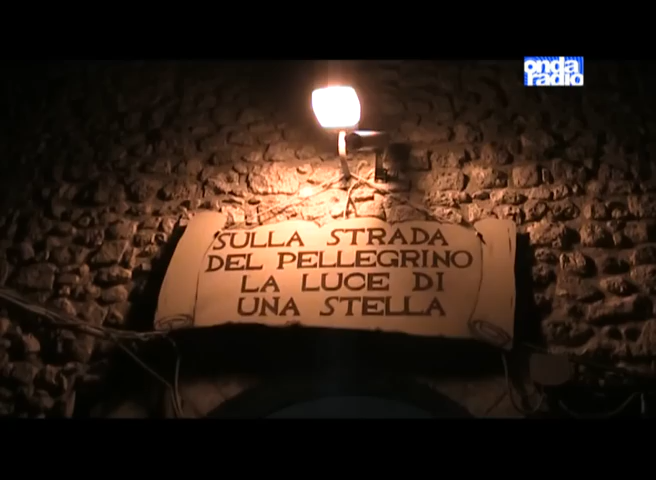 onda
radio
SULLA STRADA
DEL PELLEGRINO
LA LUCE DI
UNA STELLA